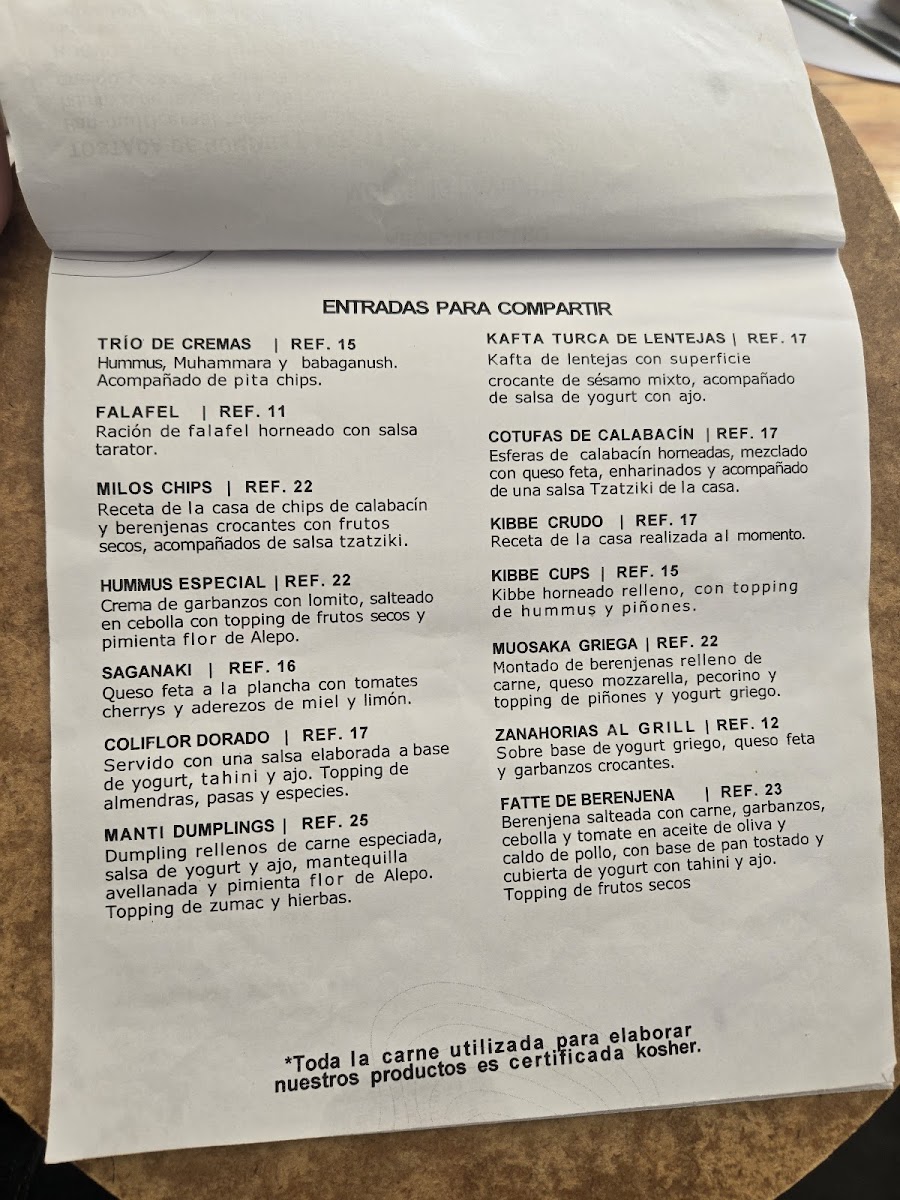 ENTRADAS PARA COMPARTIR
TRÍO DE CREMAS | REF. 15
Hummus, Muhammara y babaganush.
Acompañado de pita chips.
FALAFEL | REF. 11
Ración de falafel horneado con salsa
tarator.
MILOS CHIPS | REF. 22
Receta de la casa de chips de calabacín
y berenjenas crocantes con frutos
secos, acompañados de salsa tzatziki.
HUMMUS ESPECIAL | REF. 22
Crema de garbanzos con lomito, salteado
en cebolla con topping de frutos secos y
pimienta flor de Alepo.
SAGANAKI | REF. 16
Queso feta a la plancha con tomates
cherrys y aderezos de miel y limón.
COLIFLOR DORADO | REF. 17
Servido con una salsa elaborada a base
de yogurt, tahini y ajo. Topping de
almendras, pasas y especies.
MANTI DUMPLINGS | REF. 25
Dumpling rellenos de carne especiada,
salsa de yogurt y ajo, mantequilla
avellanada y pimienta flor de Alepo.
Topping de zumac y hierbas.
KAFTA TURCA DE LENTEJAS | REF. 17
Kafta de lentejas con superficie
crocante de sésamo mixto, acompañado
de salsa de yogurt con ajo.
COTUFAS DE CALABACÍN | REF. 17
Esferas de calabacín horneadas, mezclado
con queso feta, enharinados y acompañado
de una salsa Tzatziki de la casa.
KIBBE CRUDO | REF. 17
Receta de la casa realizada al momento.
KIBBE CUPS | REF. 15
Kibbe horneado relleno, con topping
de hummus y piñones.
MUOSAKA GRIEGA | REF. 22
Montado de berenjenas relleno de
carne, queso mozzarella, pecorino y
topping de piñones y yogurt griego.
ZANAHORIAS AL GRILL | REF. 12
Sobre base de yogurt griego, queso feta
y garbanzos crocantes.
FATTE DE BERENJENA | REF. 23
Berenjena salteada con carne, garbanzos,
cebolla y tomate en aceite de oliva y
caldo de pollo, con base de pan tostado y
cubierta de yogurt con tahini y ajo.
Topping de frutos secos
*Toda la carne utilizada para elaborar
nuestros productos es certificada kosher.